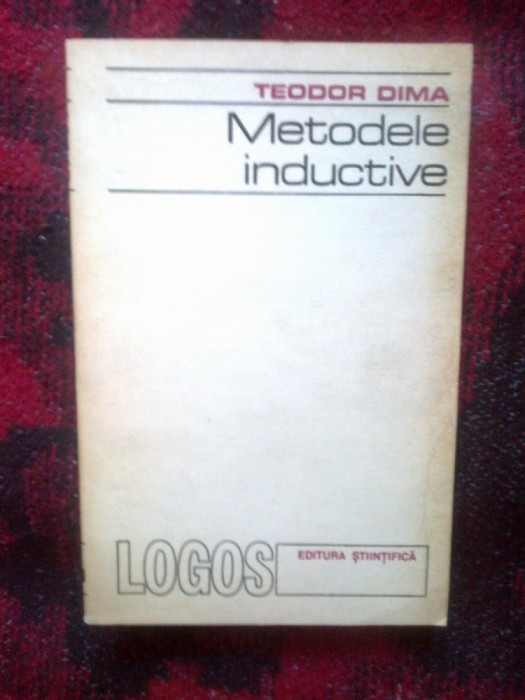 TEODOR DIMA
Metodele
inductive
LOGOS
EDITURA ŞTIINŢIFICĂ